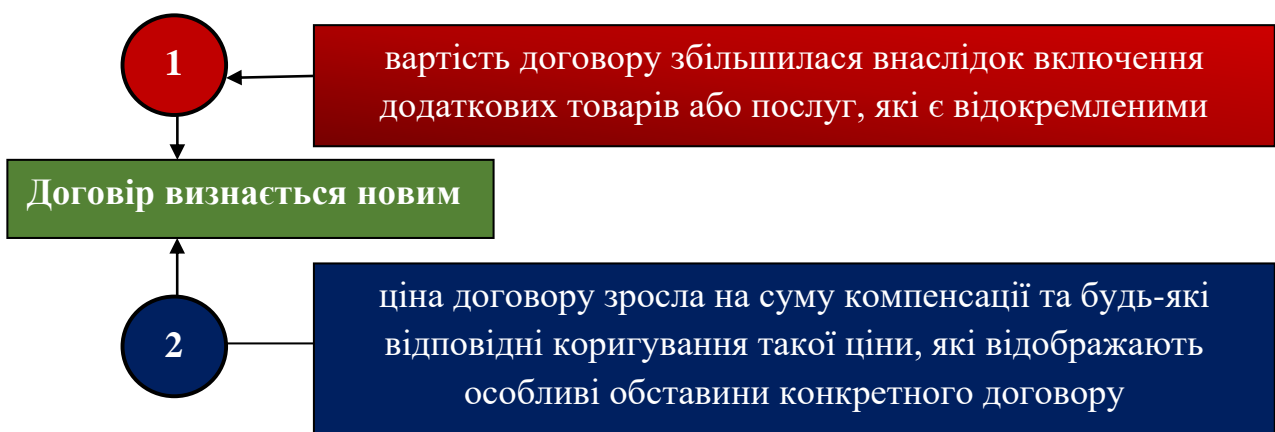 1
вартість договору збільшилася внаслідок включення
додаткових товарів або послуг, які є відокремленими
Договір визнається новим
2
ціна договору зросла на суму компенсації та будь-які
відповідні коригування такої ціни, які відображають
особливі обставини конкретного договору